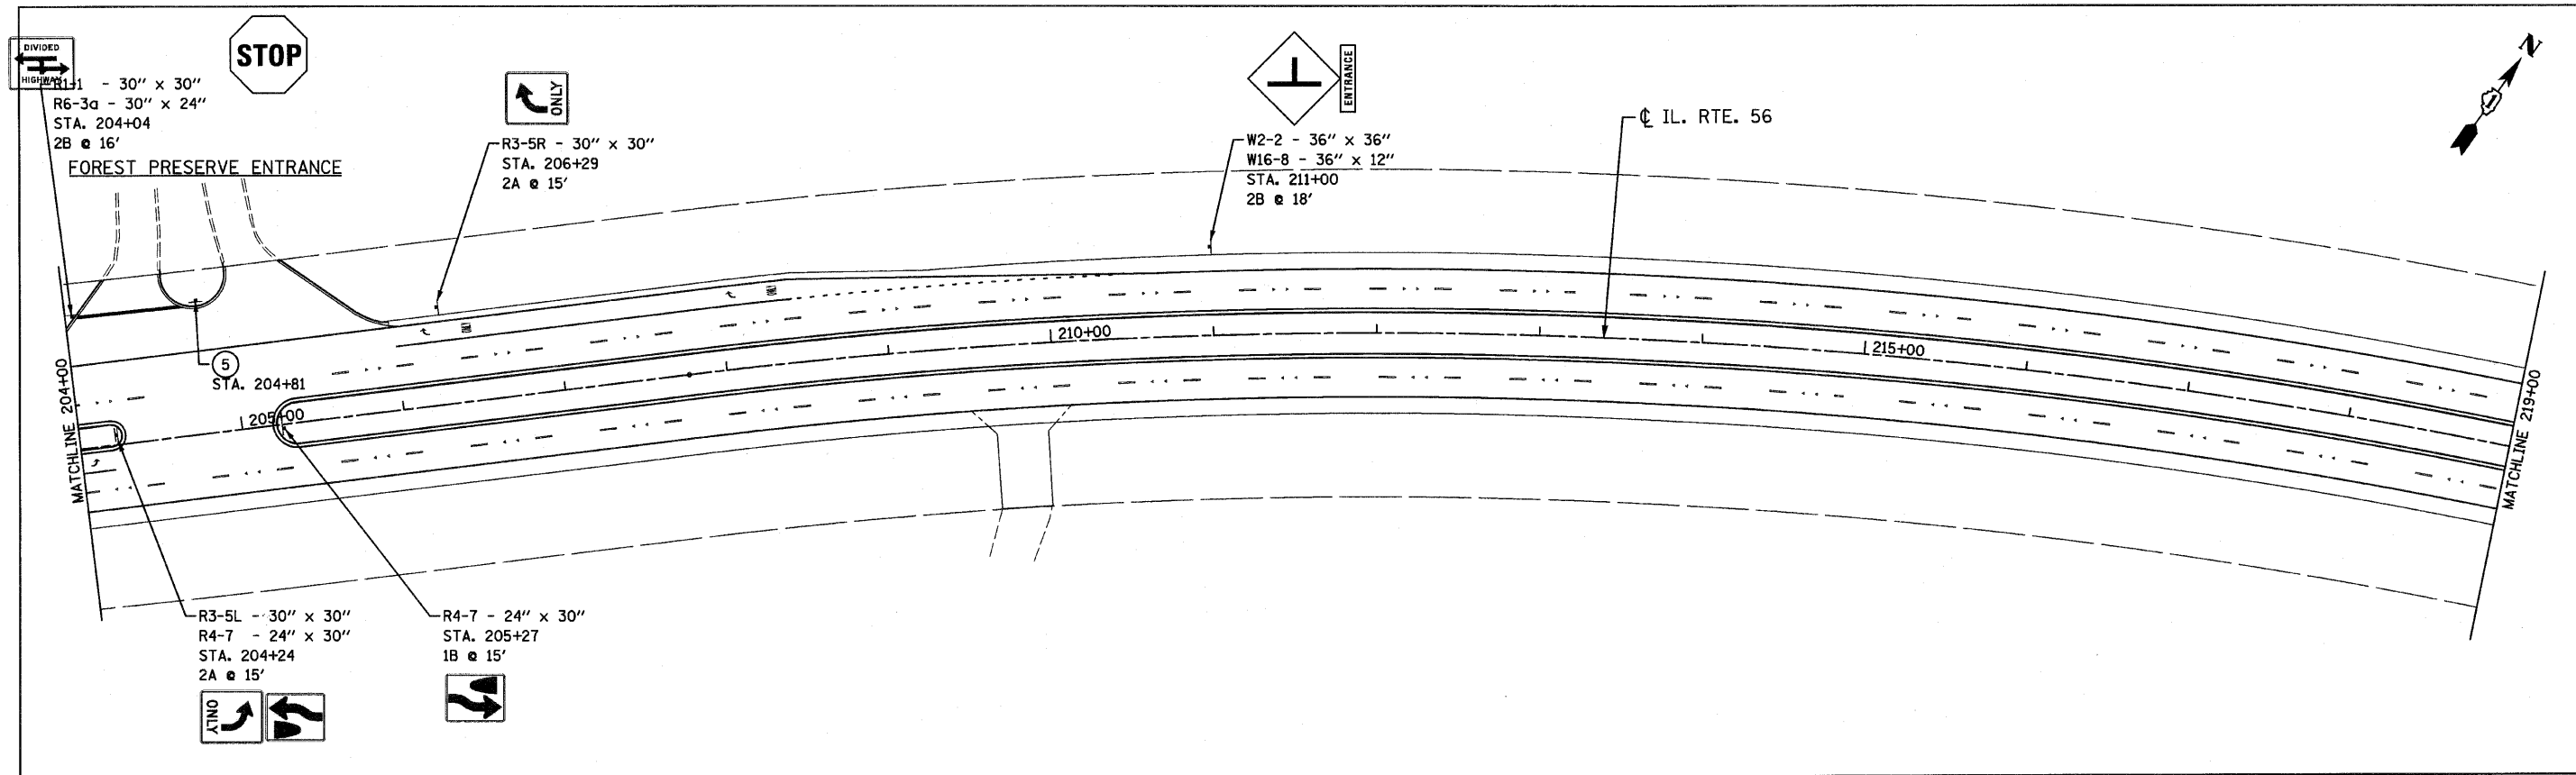 DIVIDED
HIGHWAY
STOP
R1-1 - 30" x 30"
R6-3a - 30" x 24"
STA. 204+04
2B @ 16'
FOREST PRESERVE ENTRANCE
ONLY
R3-5R - 30" x 30"
STA. 206+29
2A @ 15'
ENTRANCE
W2-2 - 36" x 36"
W16-8 - 36" x 12"
STA. 211+00
2B @ 18'
℄ IL. RTE. 56
N
5
STA. 204+81
205+00
210+00
215+00
MATCHLINE 204+00
MATCHLINE 219+00
R3-5L - 30" x 30"
R4-7 - 24" x 30"
STA. 204+24
2A @ 15'
ONLY
R4-7 - 24" x 30"
STA. 205+27
1B @ 15'